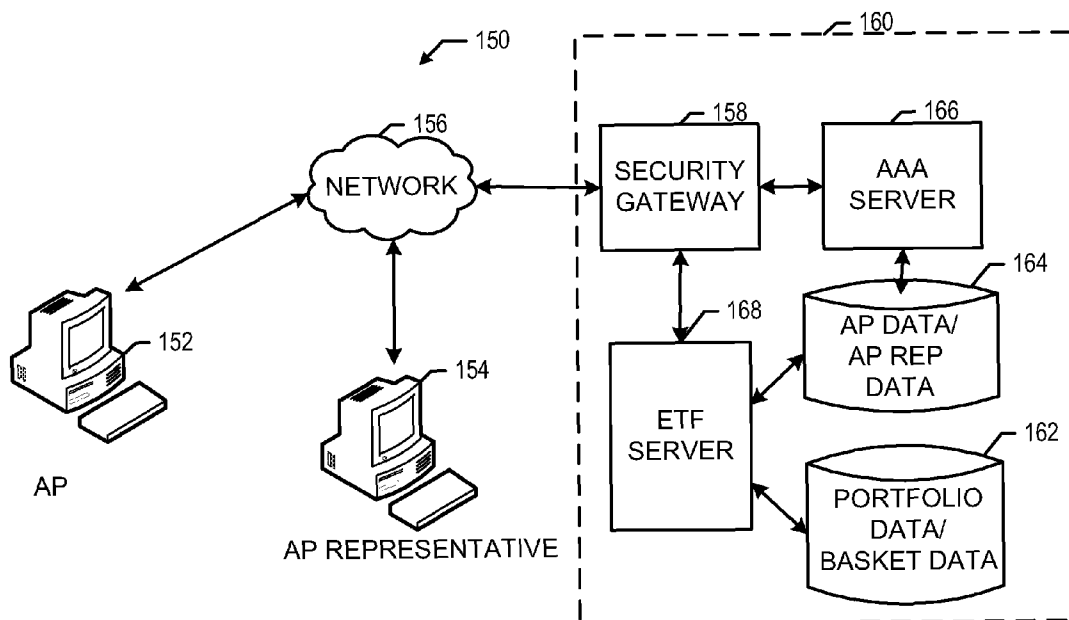 150
160
156
NETWORK
158
SECURITY
GATEWAY
166
AAA
SERVER
164
AP DATA/
AP REP
DATA
168
ETF
SERVER
162
PORTFOLIO
DATA/
BASKET DATA
152
AP
154
AP REPRESENTATIVE